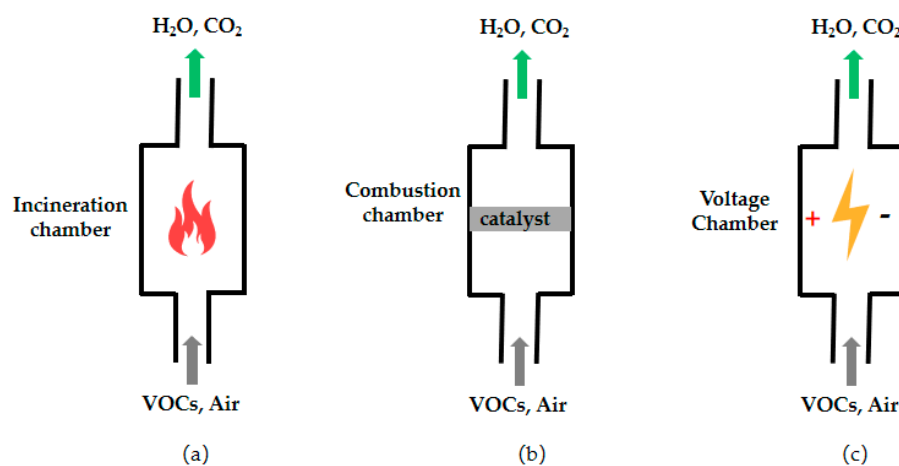 H₂O, CO₂
H₂O, CO₂
H₂O, CO₂
Incineration
chamber
Combustion
chamber
catalyst
Voltage
Chamber
+
-
VOCs, Air
VOCs, Air
VOCs, Air
(a)
(b)
(c)